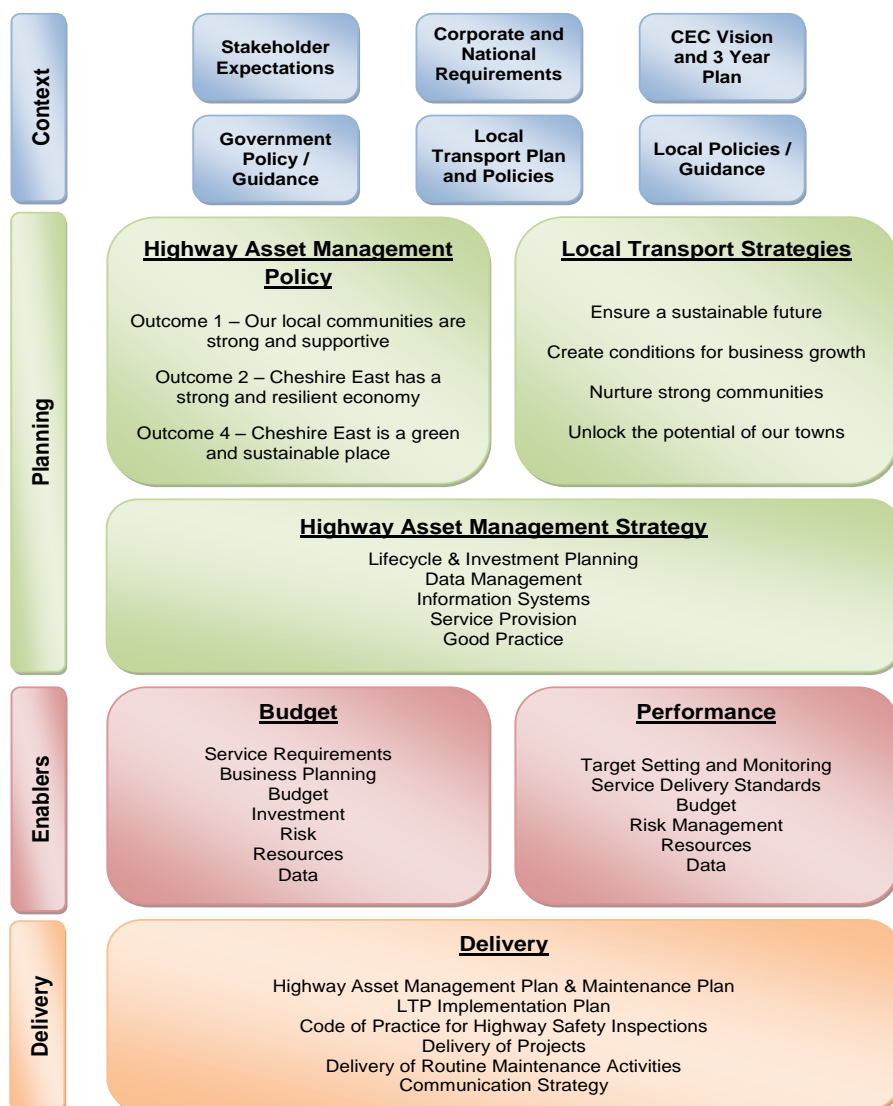 Context
Stakeholder
Expectations
Corporate and
National
Requirements
CEC Vision
and 3 Year
Plan
Government
Policy /
Guidance
Local
Transport Plan
and Policies
Local Policies /
Guidance
Planning
Highway Asset Management
Policy
Outcome 1 – Our local communities are
strong and supportive
Outcome 2 – Cheshire East has a
strong and resilient economy
Outcome 4 – Cheshire East is a green
and sustainable place
Local Transport Strategies
Ensure a sustainable future
Create conditions for business growth
Nurture strong communities
Unlock the potential of our towns
Highway Asset Management Strategy
Lifecycle & Investment Planning
Data Management
Information Systems
Service Provision
Good Practice
Enablers
Budget
Service Requirements
Business Planning
Budget
Investment
Risk
Resources
Data
Performance
Target Setting and Monitoring
Service Delivery Standards
Budget
Risk Management
Resources
Data
Delivery
Delivery
Highway Asset Management Plan & Maintenance Plan
LTP Implementation Plan
Code of Practice for Highway Safety Inspections
Delivery of Projects
Delivery of Routine Maintenance Activities
Communication Strategy